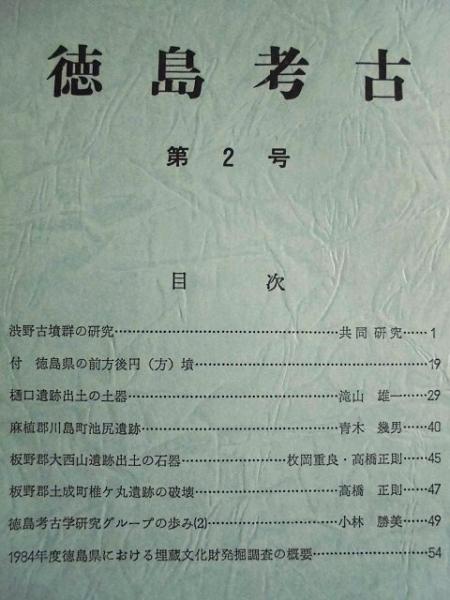 徳島考古
第2号
目次
渋野古墳群の研究……………………………共同研究……1
付 徳島県の前方後円(方)墳……………………………19
樋口遺跡出土の土器……………………………滝山 雄一……29
麻植郡川島町池尻遺跡……………………………青木 幾男……40
板野郡大西山遺跡出土の石器………………枚岡重良・高橋正則……45
板野郡土成町椎ケ丸遺跡の破壊………………高橋 正則……47
徳島考古学研究グループの歩み(2)………………小林 勝美……49
1984年度徳島県における埋蔵文化財発掘調査の概要………………54